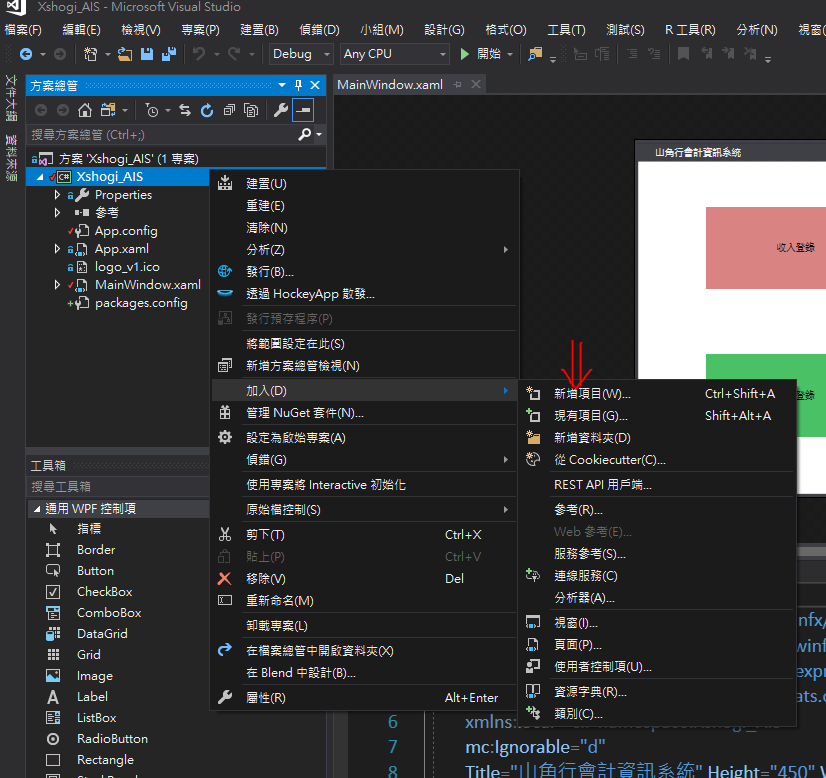 Xshogi_AIS - Microsoft Visual Studio
檔案(F) 編輯(E) 檢視(V) 專案(P) 建置(B) 偵錯(D) 小組(M) 設計(G) 格式(O) 工具(T) 測試(S) R 工具(R) 分析(N) 視窗(
Debug Any CPU 開始
文件大綱
資料來源
方案總管
搜尋方案總管 (Ctrl+;)
方案 'Xshogi_AIS' (1 專案)
C# Xshogi_AIS
Properties
參考
App.config
App.xaml
logo_v1.ico
MainWindow.xaml
packages.config
工具箱
搜尋工具箱
通用 WPF 控制項
指標
Border
Button
CheckBox
ComboBox
DataGrid
Grid
Image
Label
ListBox
RadioButton
Rectangle
MainWindow.xaml
山角行會計資訊系統
收入登錄
登錄
建置(U)
重建(E)
清除(N)
分析(Z)
發行(B)...
透過 HockeyApp 散發...
發行預存程序(P)
將範圍設定在此(S)
新增方案總管檢視(N)
加入(D)
管理 NuGet 套件(N)...
設定為啟始專案(A)
偵錯(G)
使用專案將 Interactive 初始化
原始檔控制(S)
剪下(T) Ctrl+X
貼上(P) Ctrl+V
移除(V) Del
重新命名(M)
卸載專案(L)
在檔案總管中開啟資料夾(X)
在 Blend 中設計(B)...
屬性(R) Alt+Enter
新增項目(W)... Ctrl+Shift+A
現有項目(G)... Shift+Alt+A
新增資料夾(D)
從 Cookiecutter(C)...
REST API 用戶端...
參考(R)...
Web 參考(E)...
服務參考(S)...
連線服務(C)
分析器(A)...
視窗(I)...
頁面(P)...
使用者控制項(U)...
資源字典(R)...
類別(C)...
nfx/
winf
expr
ats.o
6
7 mc:Ignorable="d"
8 Title="山角行會計資訊系統" Height="450" W